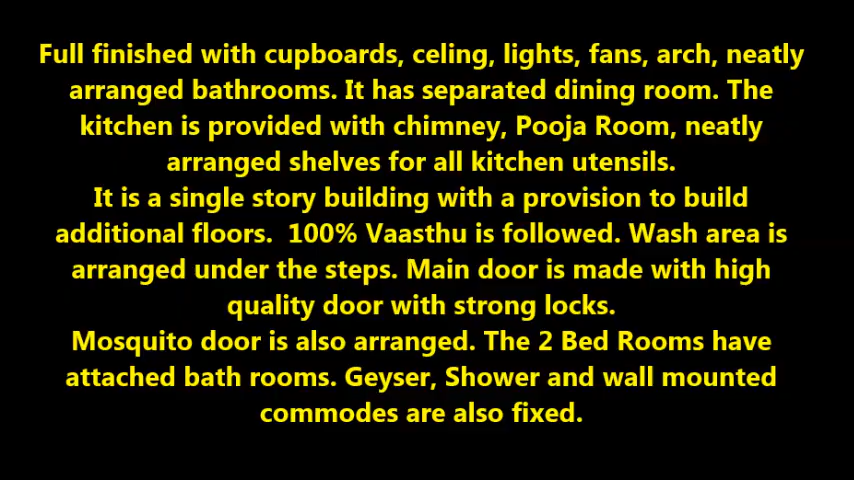 Full finished with cupboards, celing, lights, fans, arch, neatly
arranged bathrooms. It has separated dining room. The
kitchen is provided with chimney, Pooja Room, neatly
arranged shelves for all kitchen utensils.
It is a single story building with a provision to build
additional floors.  100% Vaasthu is followed. Wash area is
arranged under the steps. Main door is made with high
quality door with strong locks.
Mosquito door is also arranged. The 2 Bed Rooms have
attached bath rooms. Geyser, Shower and wall mounted
commodes are also fixed.